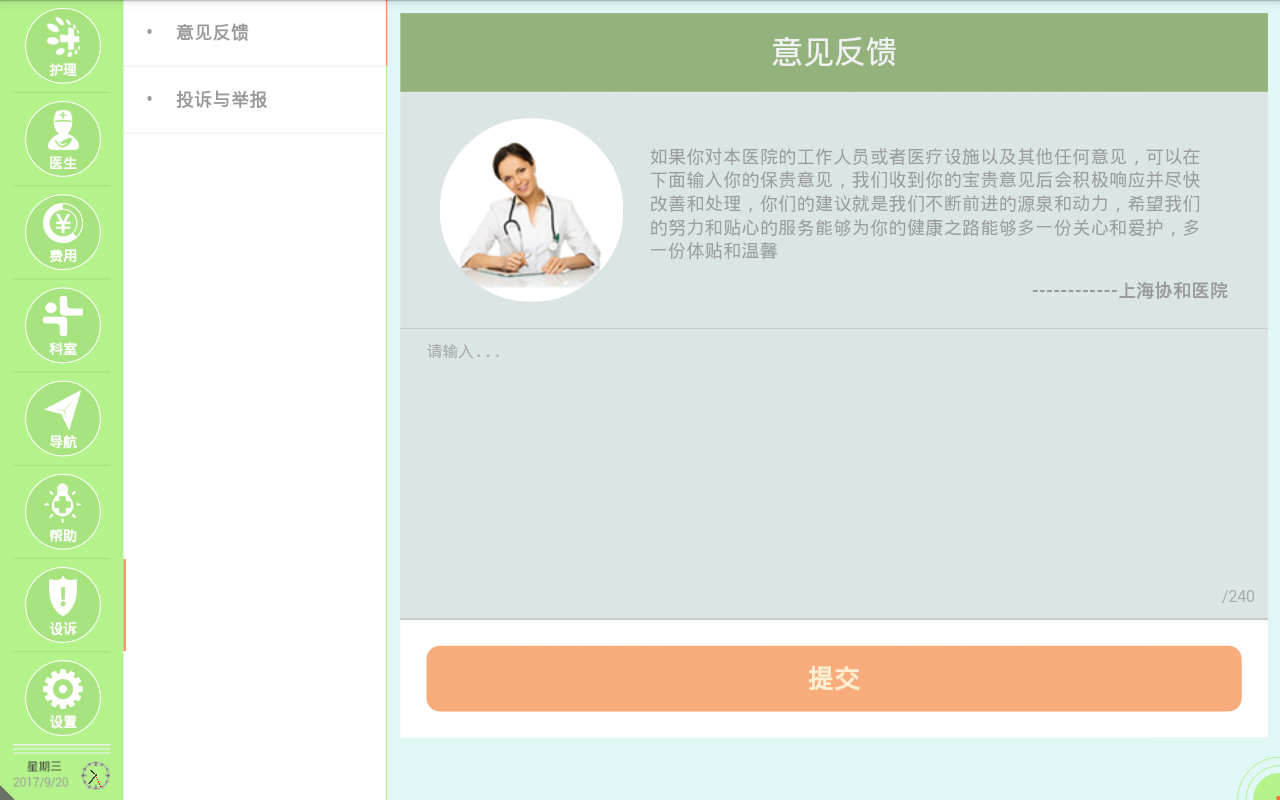 护理
医生
费用
科室
导航
帮助
设诉
设置
星期三
2017/9/20
• 意见反馈
• 投诉与举报
意见反馈
如果你对本医院的工作人员或者医疗设施以及其他任何意见，可以在
下面输入你的保贵意见，我们收到你的宝贵意见后会积极响应并尽快
改善和处理，你们的建议就是我们不断前进的源泉和动力，希望我们
的努力和贴心的服务能够为你的健康之路能够多一份关心和爱护，多
一份体贴和温馨
------------上海协和医院
请输入...
/240
提交